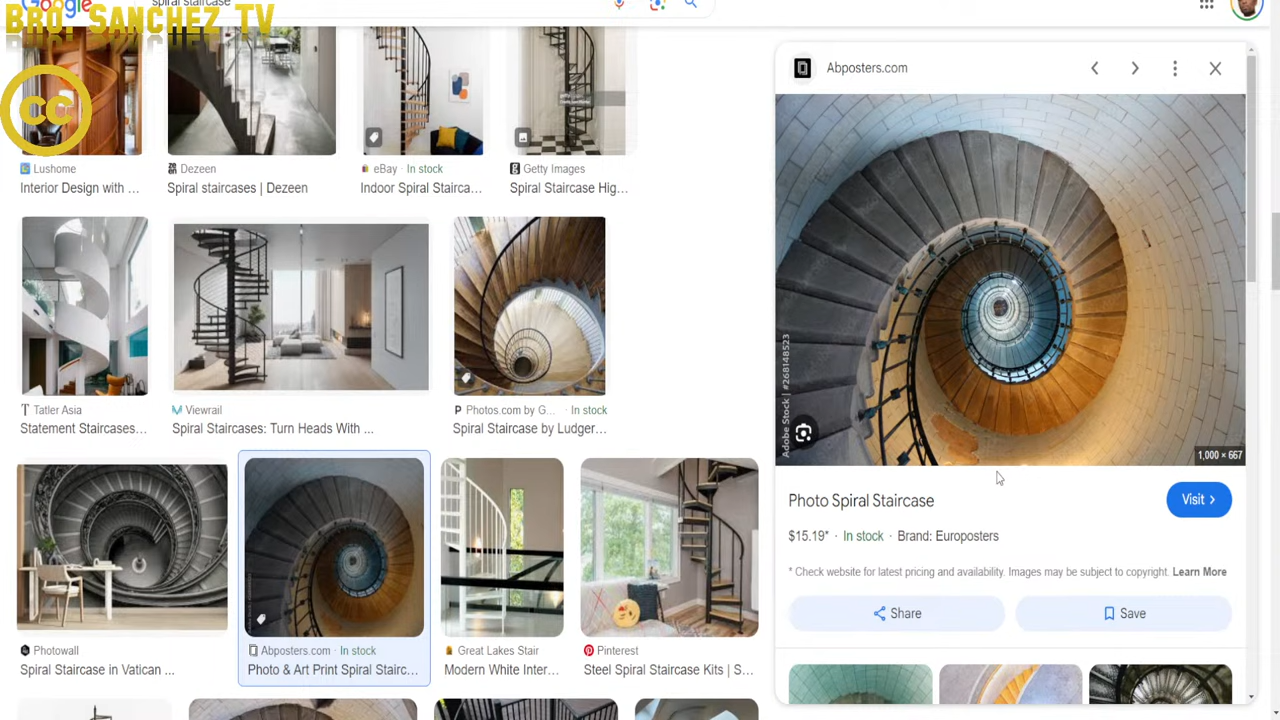 Google
spiral staircase
BRO. SANCHEZ TV
cc
Lushome
Interior Design with ...
Dezeen
Spiral staircases | Dezeen
eBay · In stock
Indoor Spiral Stairca...
Getty Images
Spiral Staircase Hig...
Tatler Asia
Statement Staircases...
Viewrail
Spiral Staircases: Turn Heads With ...
Photos.com by G... · In stock
Spiral Staircase by Ludger...
Photowall
Spiral Staircase in Vatican ...
Abposters.com · In stock
Photo & Art Print Spiral Stairc...
Great Lakes Stair
Modern White Inter...
Pinterest
Steel Spiral Staircase Kits | S...
Abposters.com
Adobe Stock | #268148523
1,000 × 667
Photo Spiral Staircase
Visit
$15.19* · In stock · Brand: Europosters
* Check website for latest pricing and availability. Images may be subject to copyright. Learn More
Share
Save